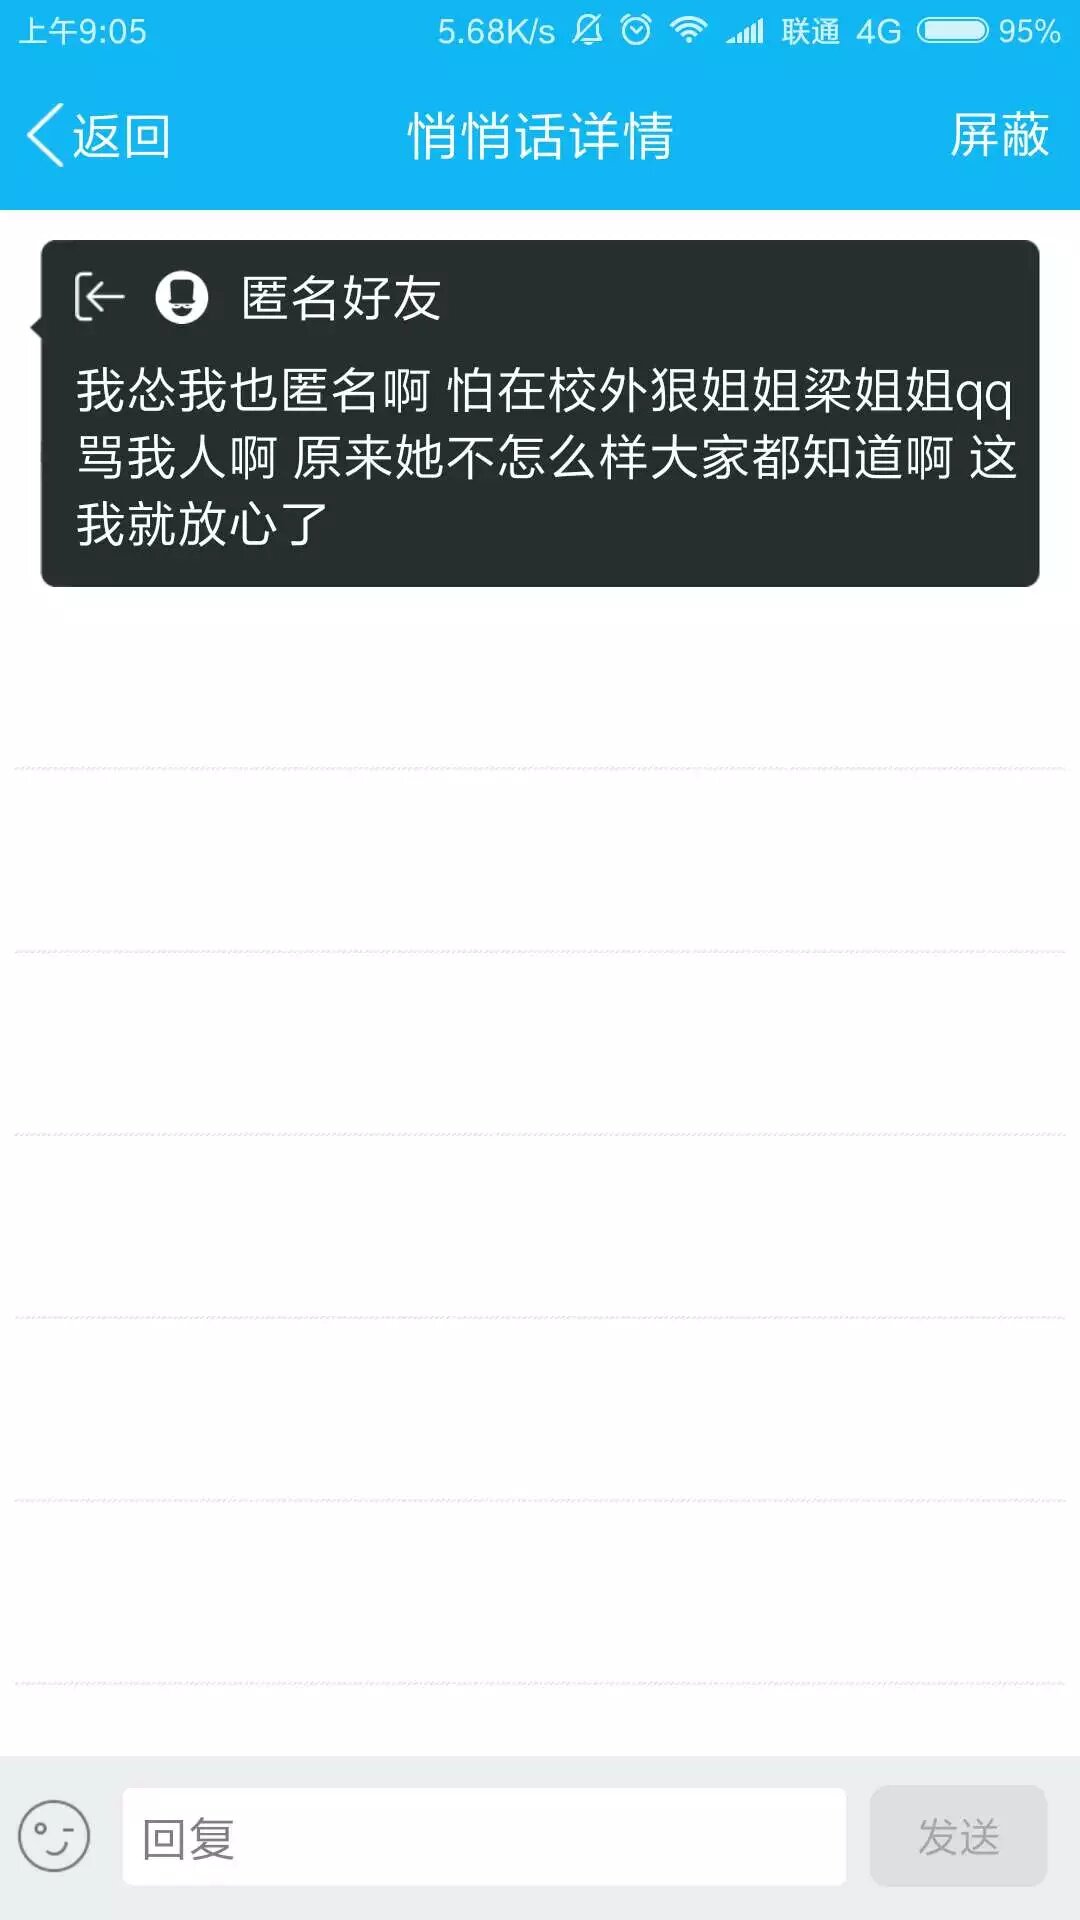 上午9:05 5.68K/s 联通 4G 95%
返回 悄悄话详情 屏蔽
匿名好友
我怂我也匿名啊 怕在校外狠姐姐梁姐姐qq
骂我人啊 原来她不怎么样大家都知道啊 这
我就放心了
回复 发送